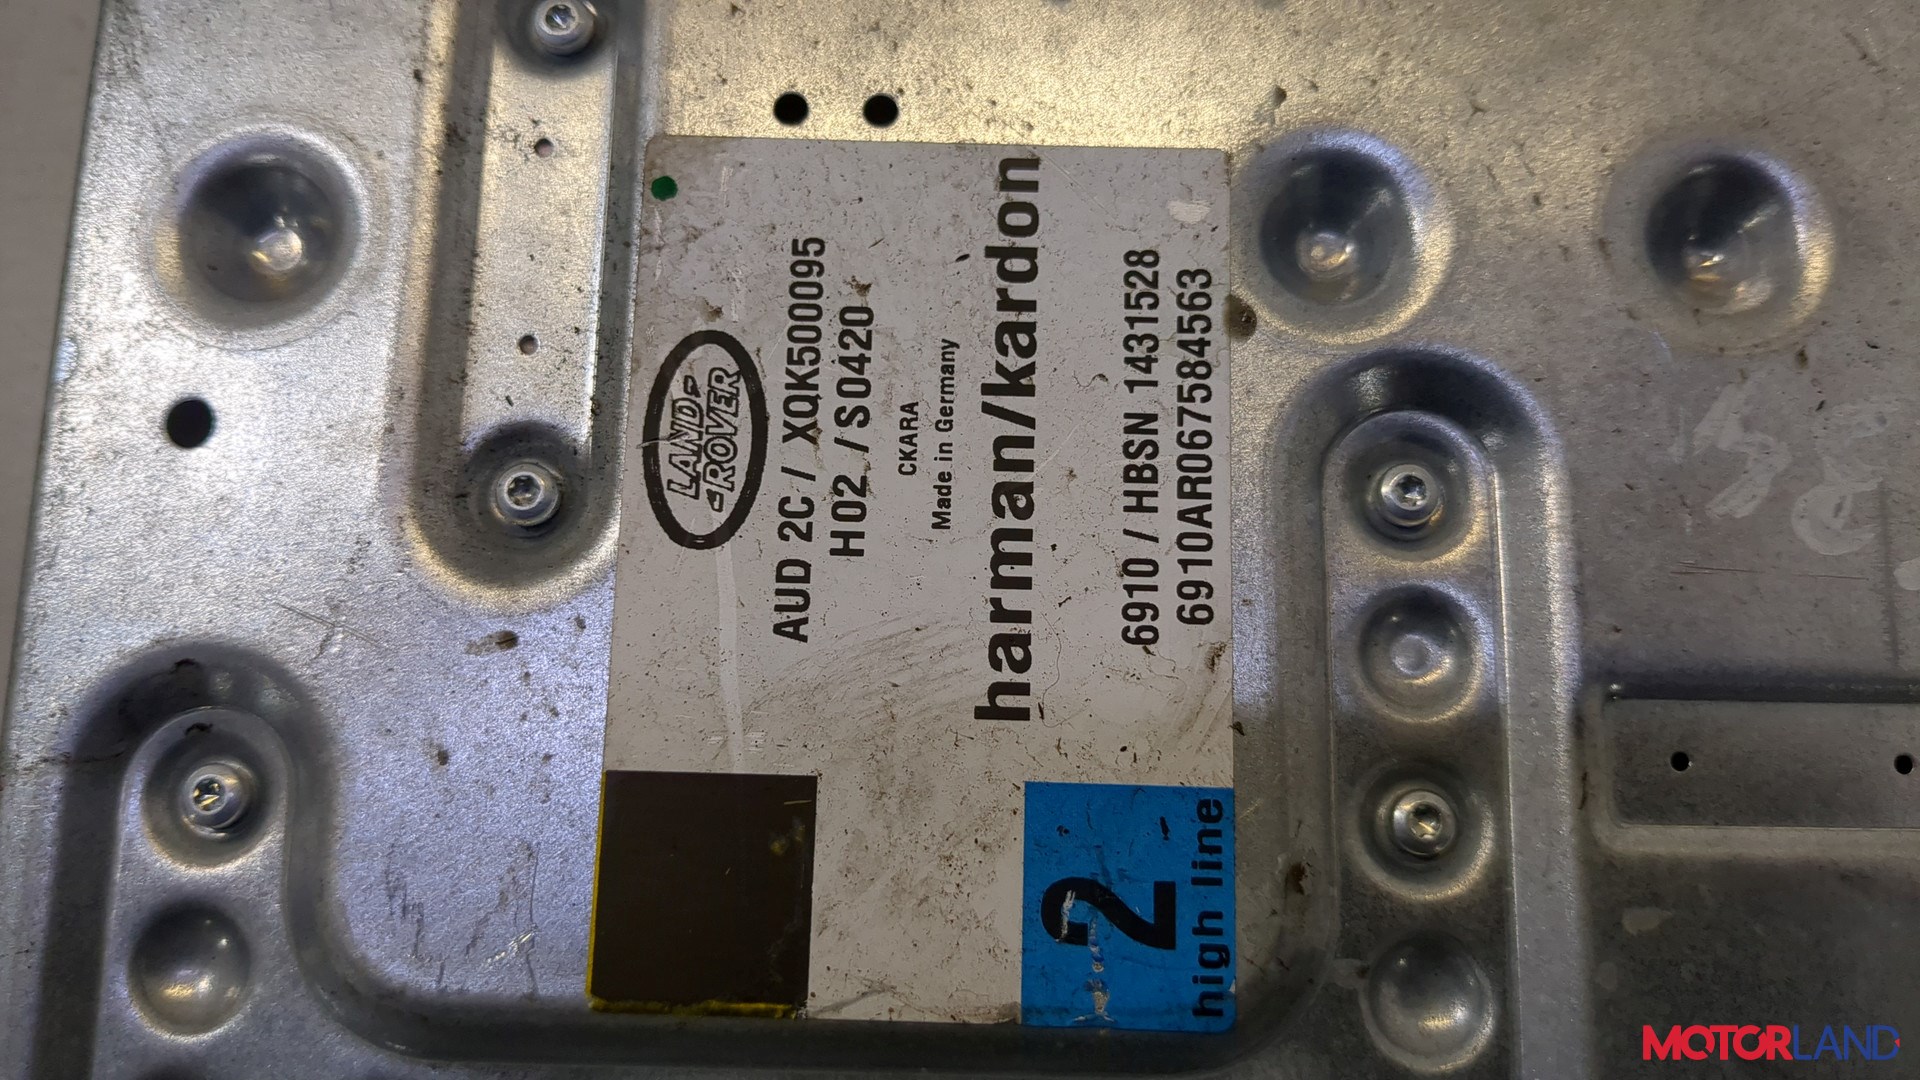 LAND-
-ROVER
AUD 2C / XQK5000095
H02 / S0420
CKARA
Made in Germany
harman/kardon
6910 / HBSN 1431528
6910AR067584563
2
high line
MOTORLAND